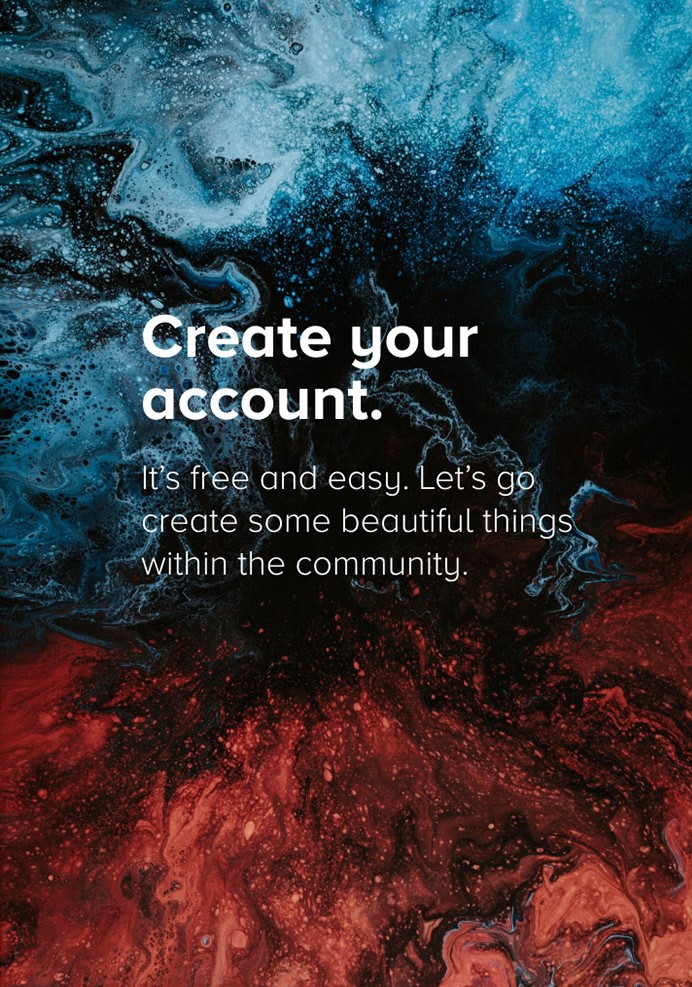 Create your
account.
It’s free and easy. Let’s go
create some beautiful things
within the community.